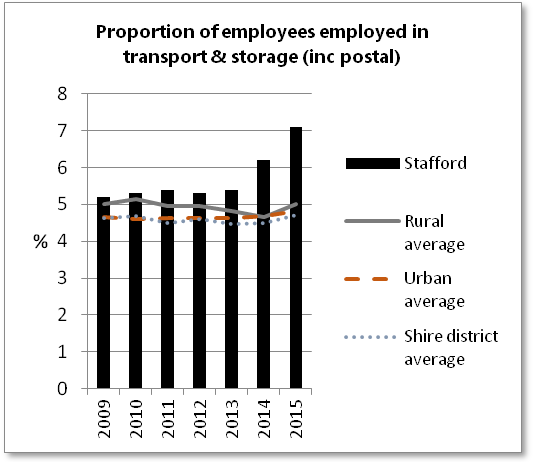 Proportion of employees employed in
transport & storage (inc postal)
8
7
6
5
4
3
2
1
0
%
2009
2010
2011
2012
2013
2014
2015
Stafford
Rural
average
Urban
average
Shire district
average